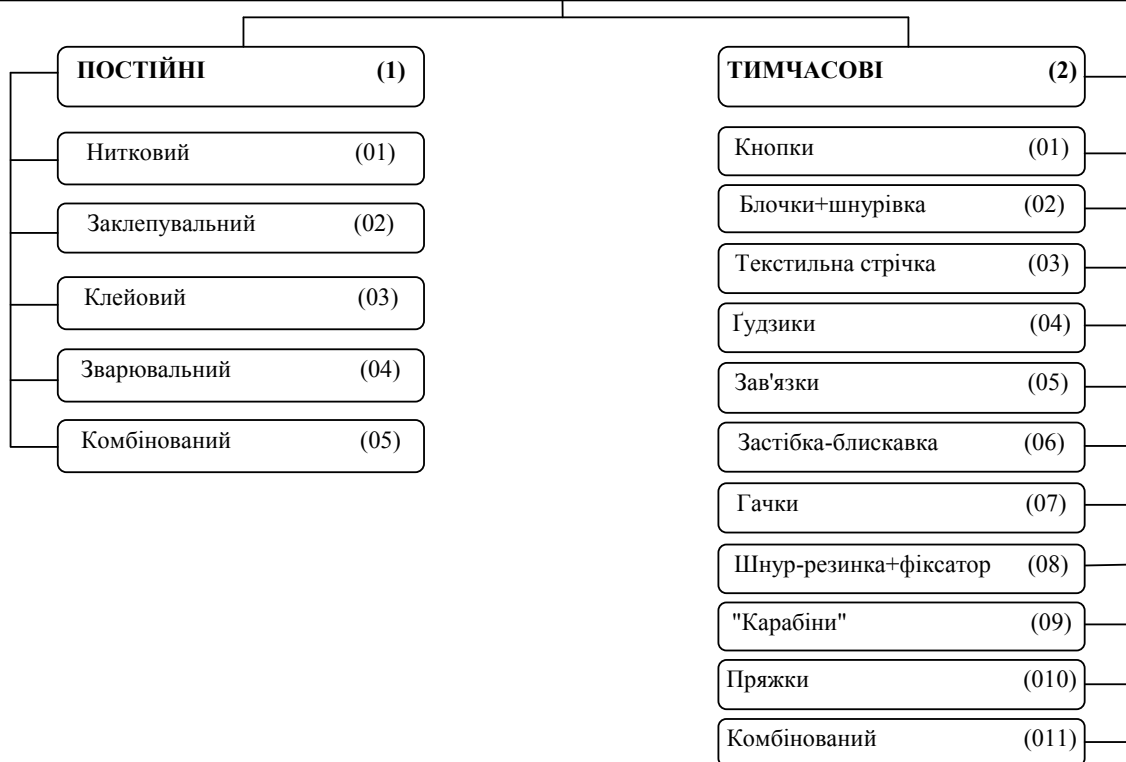 ПОСТІЙНІ (1)
Нитковий (01)
Заклепувальний (02)
Клейовий (03)
Зварювальний (04)
Комбінований (05)
ТИМЧАСОВІ (2)
Кнопки (01)
Блочки+шнурівка (02)
Текстильна стрічка (03)
Ґудзики (04)
Зав'язки (05)
Застібка-блискавка (06)
Гачки (07)
Шнур-резинка+фіксатор (08)
"Карабіни" (09)
Пряжки (010)
Комбінований (011)